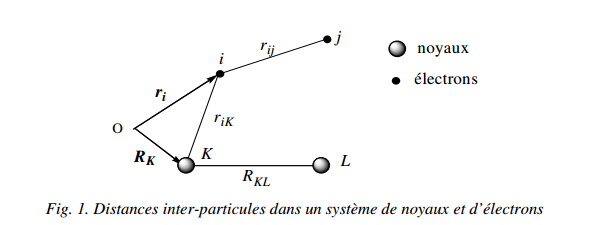 j
r_ij
i
noyaux
électrons
r_i
O
r_iK
R_K
K
L
R_KL
Fig. 1. Distances inter-particules dans un système de noyaux et d’électrons